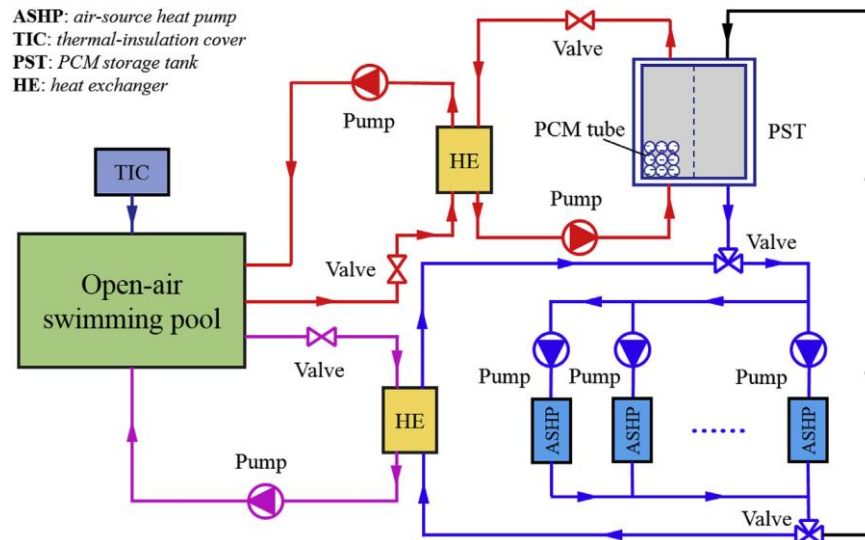 ASHP: air-source heat pump
TIC: thermal-insulation cover
PST: PCM storage tank
HE: heat exchanger
Valve
Pump
PCM tube
PST
HE
TIC
Pump
Valve
Valve
Open-air
swimming pool
Valve
Pump
Pump
Pump
HE
ASHP
ASHP
......
ASHP
Pump
Valve